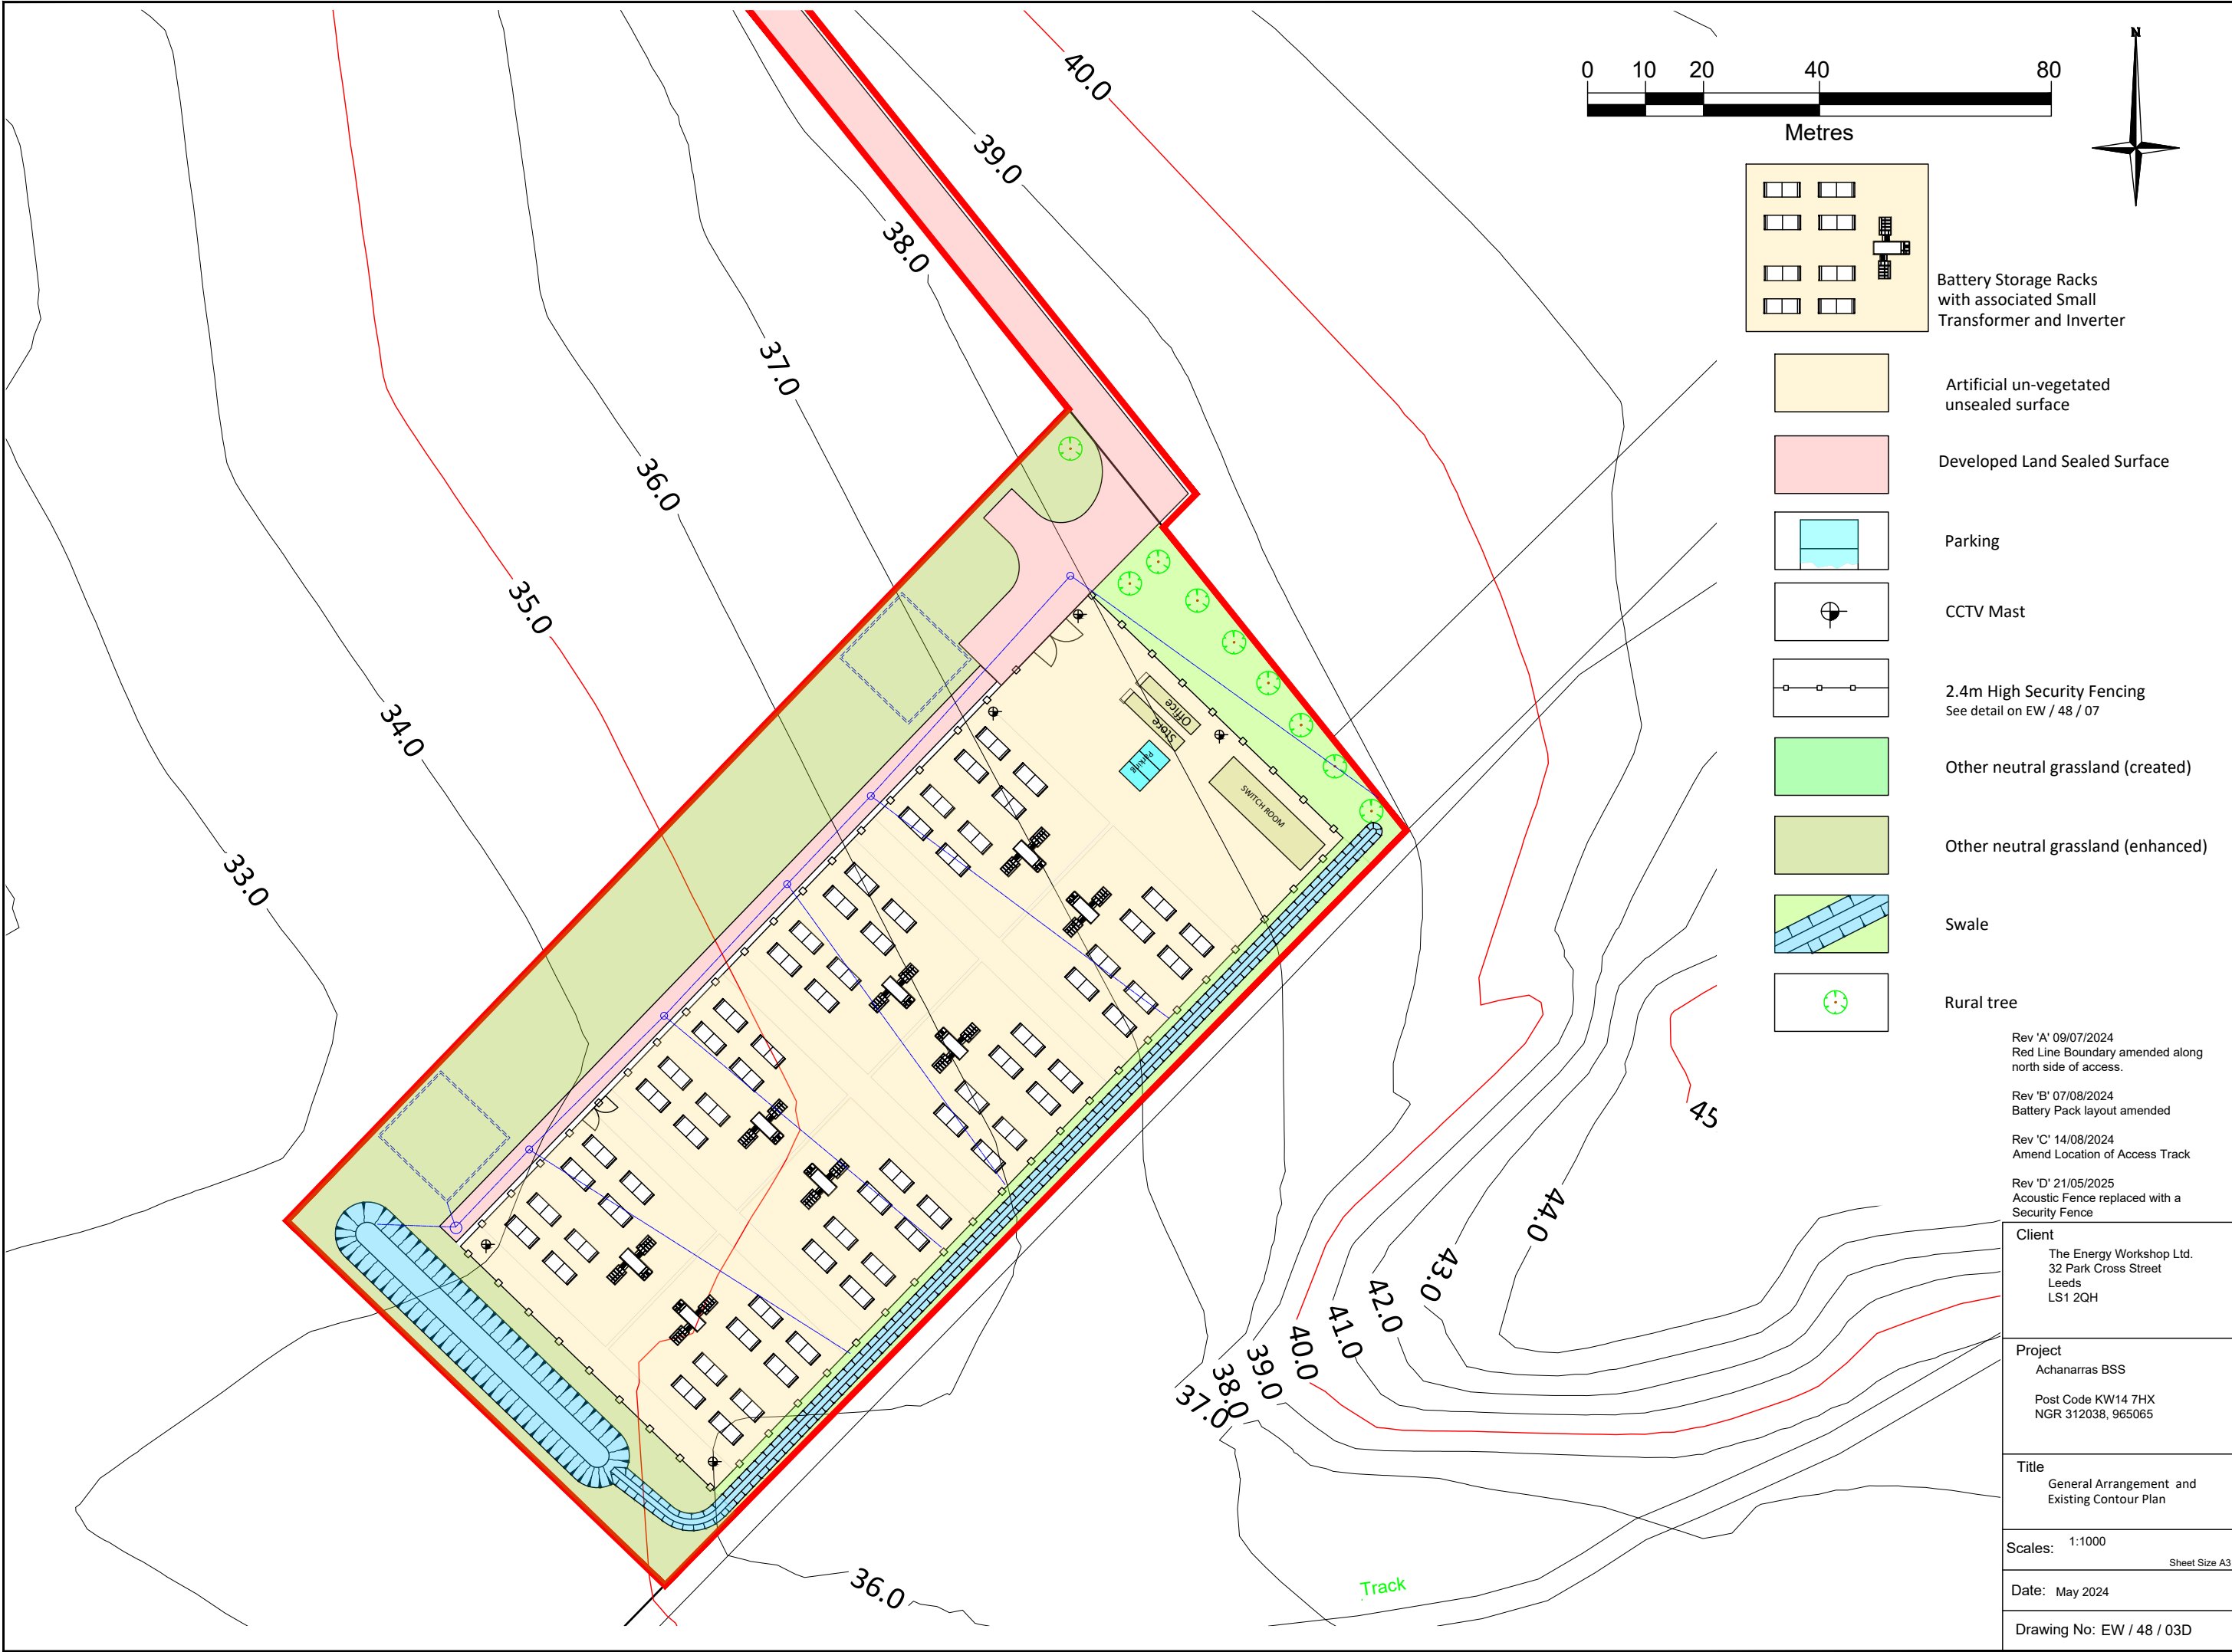 N
0 10 20 40 80
Metres
Battery Storage Racks
with associated Small
Transformer and Inverter
Artificial un-vegetated
unsealed surface
Developed Land Sealed Surface
Parking
CCTV Mast
2.4m High Security Fencing
See detail on EW / 48 / 07
Other neutral grassland (created)
Other neutral grassland (enhanced)
Swale
Rural tree
Rev 'A' 09/07/2024
Red Line Boundary amended along
north side of access.
Rev 'B' 07/08/2024
Battery Pack layout amended
Rev 'C' 14/08/2024
Amend Location of Access Track
Rev 'D' 21/05/2025
Acoustic Fence replaced with a
Security Fence
Client
The Energy Workshop Ltd.
32 Park Cross Street
Leeds
LS1 2QH
Project
Achanarras BSS
Post Code KW14 7HX
NGR 312038, 965065
Title
General Arrangement and
Existing Contour Plan
Scales: 1:1000
Sheet Size A3
Date: May 2024
Drawing No: EW / 48 / 03D
40.0
39.0
38.0
37.0
36.0
35.0
34.0
33.0
Office
Store
Parking
SWITCH ROOM
45
44.0
43.0
42.0
41.0
40.0
39.0
38.0
37.0
36.0
Track